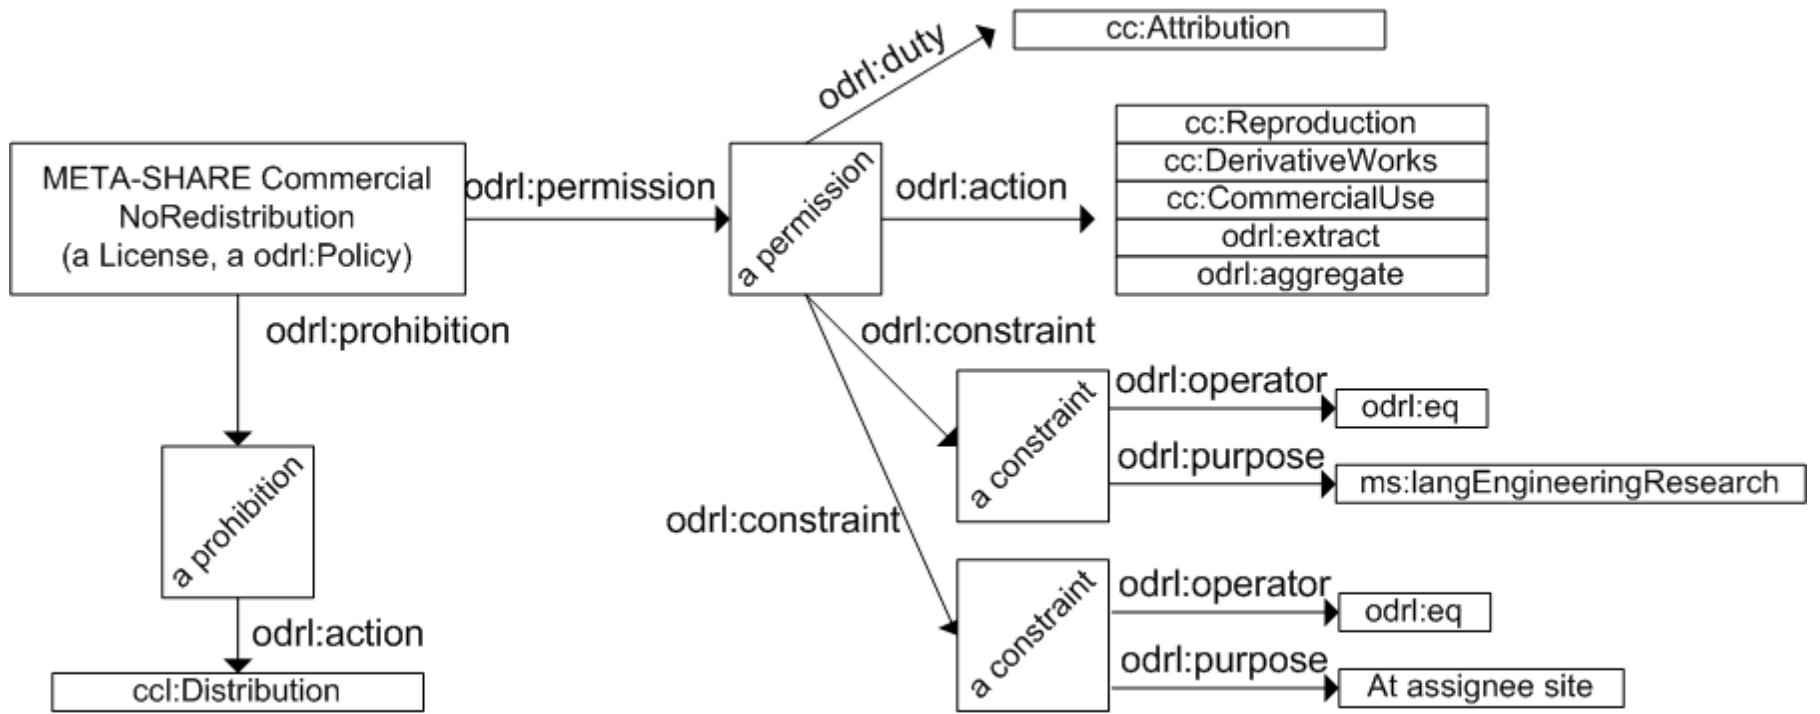 cc:Attribution
odrl:duty
META-SHARE Commercial
NoRedistribution
(a License, a odrl:Policy)
odrl:permission
a permission
odrl:action
cc:Reproduction
cc:DerivativeWorks
cc:CommercialUse
odrl:extract
odrl:aggregate
odrl:prohibition
a prohibition
odrl:action
ccl:Distribution
odrl:constraint
a constraint
odrl:operator
odrl:eq
odrl:purpose
ms:langEngineeringResearch
odrl:constraint
a constraint
odrl:operator
odrl:eq
odrl:purpose
At assignee site